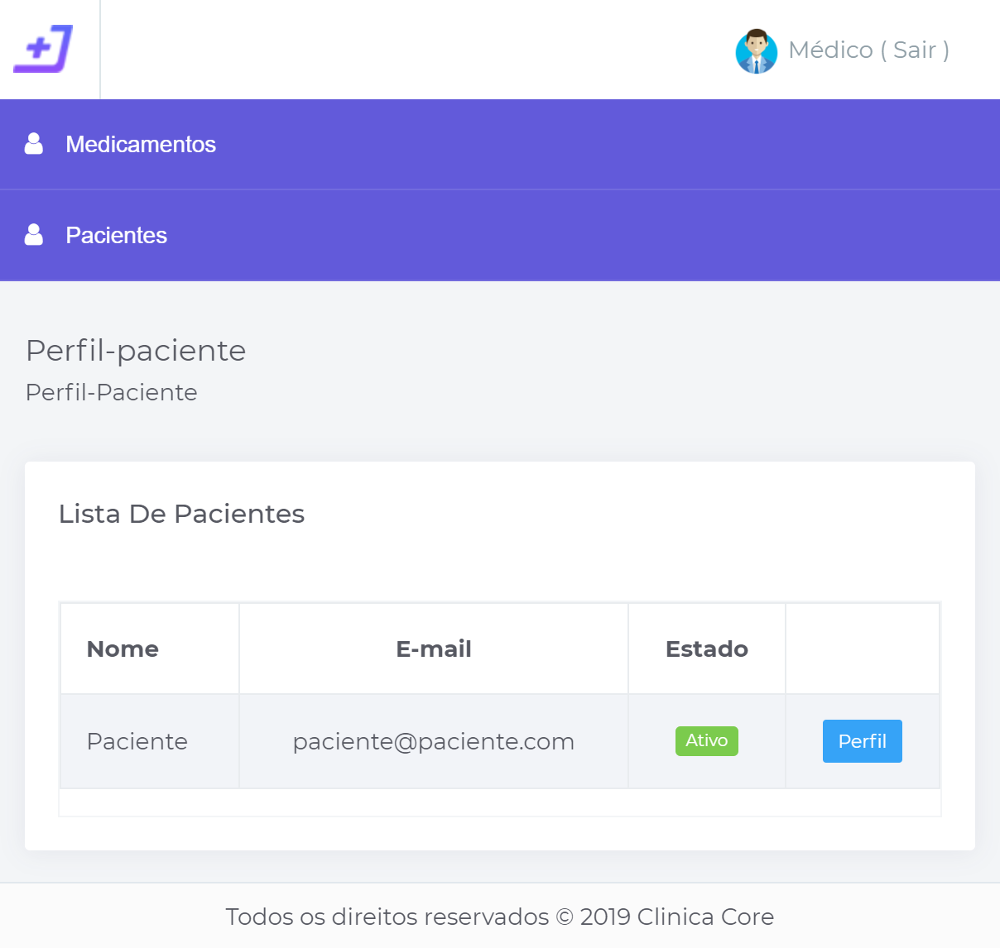 Médico ( Sair )
Medicamentos
Pacientes
Perfil-paciente
Perfil-Paciente
Lista De Pacientes
Nome E-mail Estado
Paciente paciente@paciente.com Ativo Perfil
Todos os direitos reservados © 2019 Clinica Core